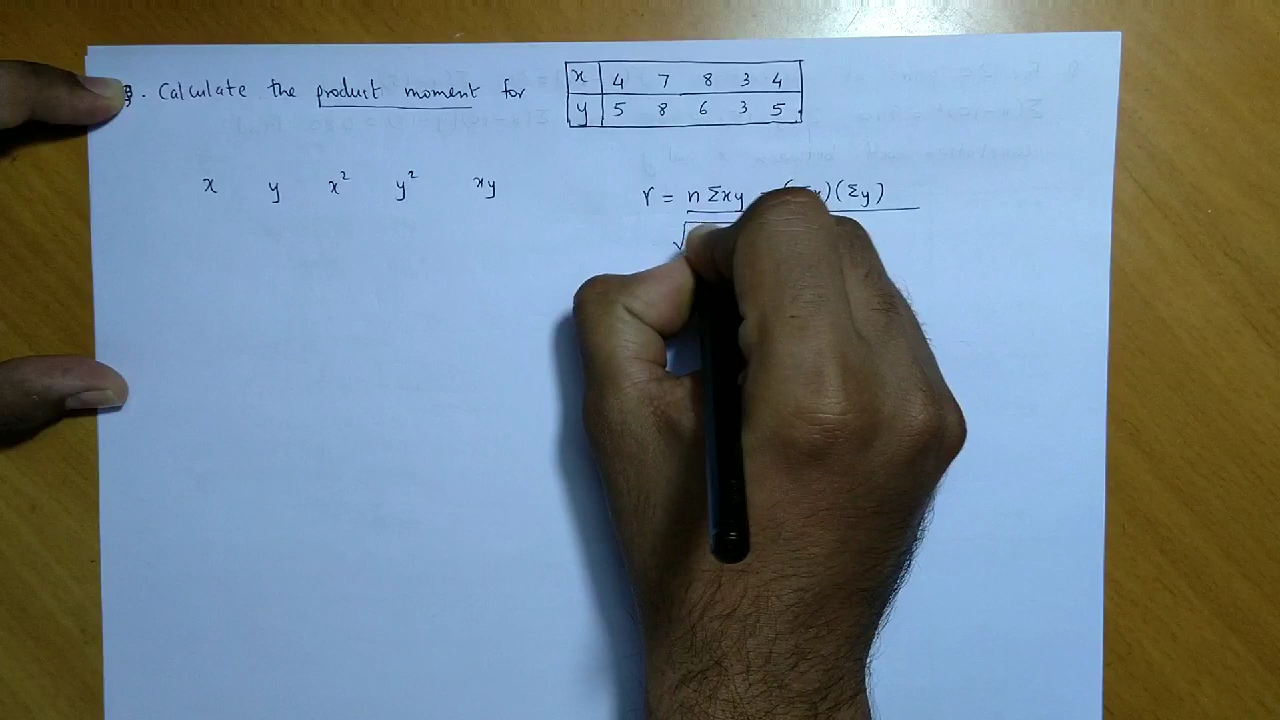 . Calculate the product moment for
x 4 7 8 3 4
y 5 8 6 3 5
x y x² y² xy
r = n Σxy - x)(Σy)
√